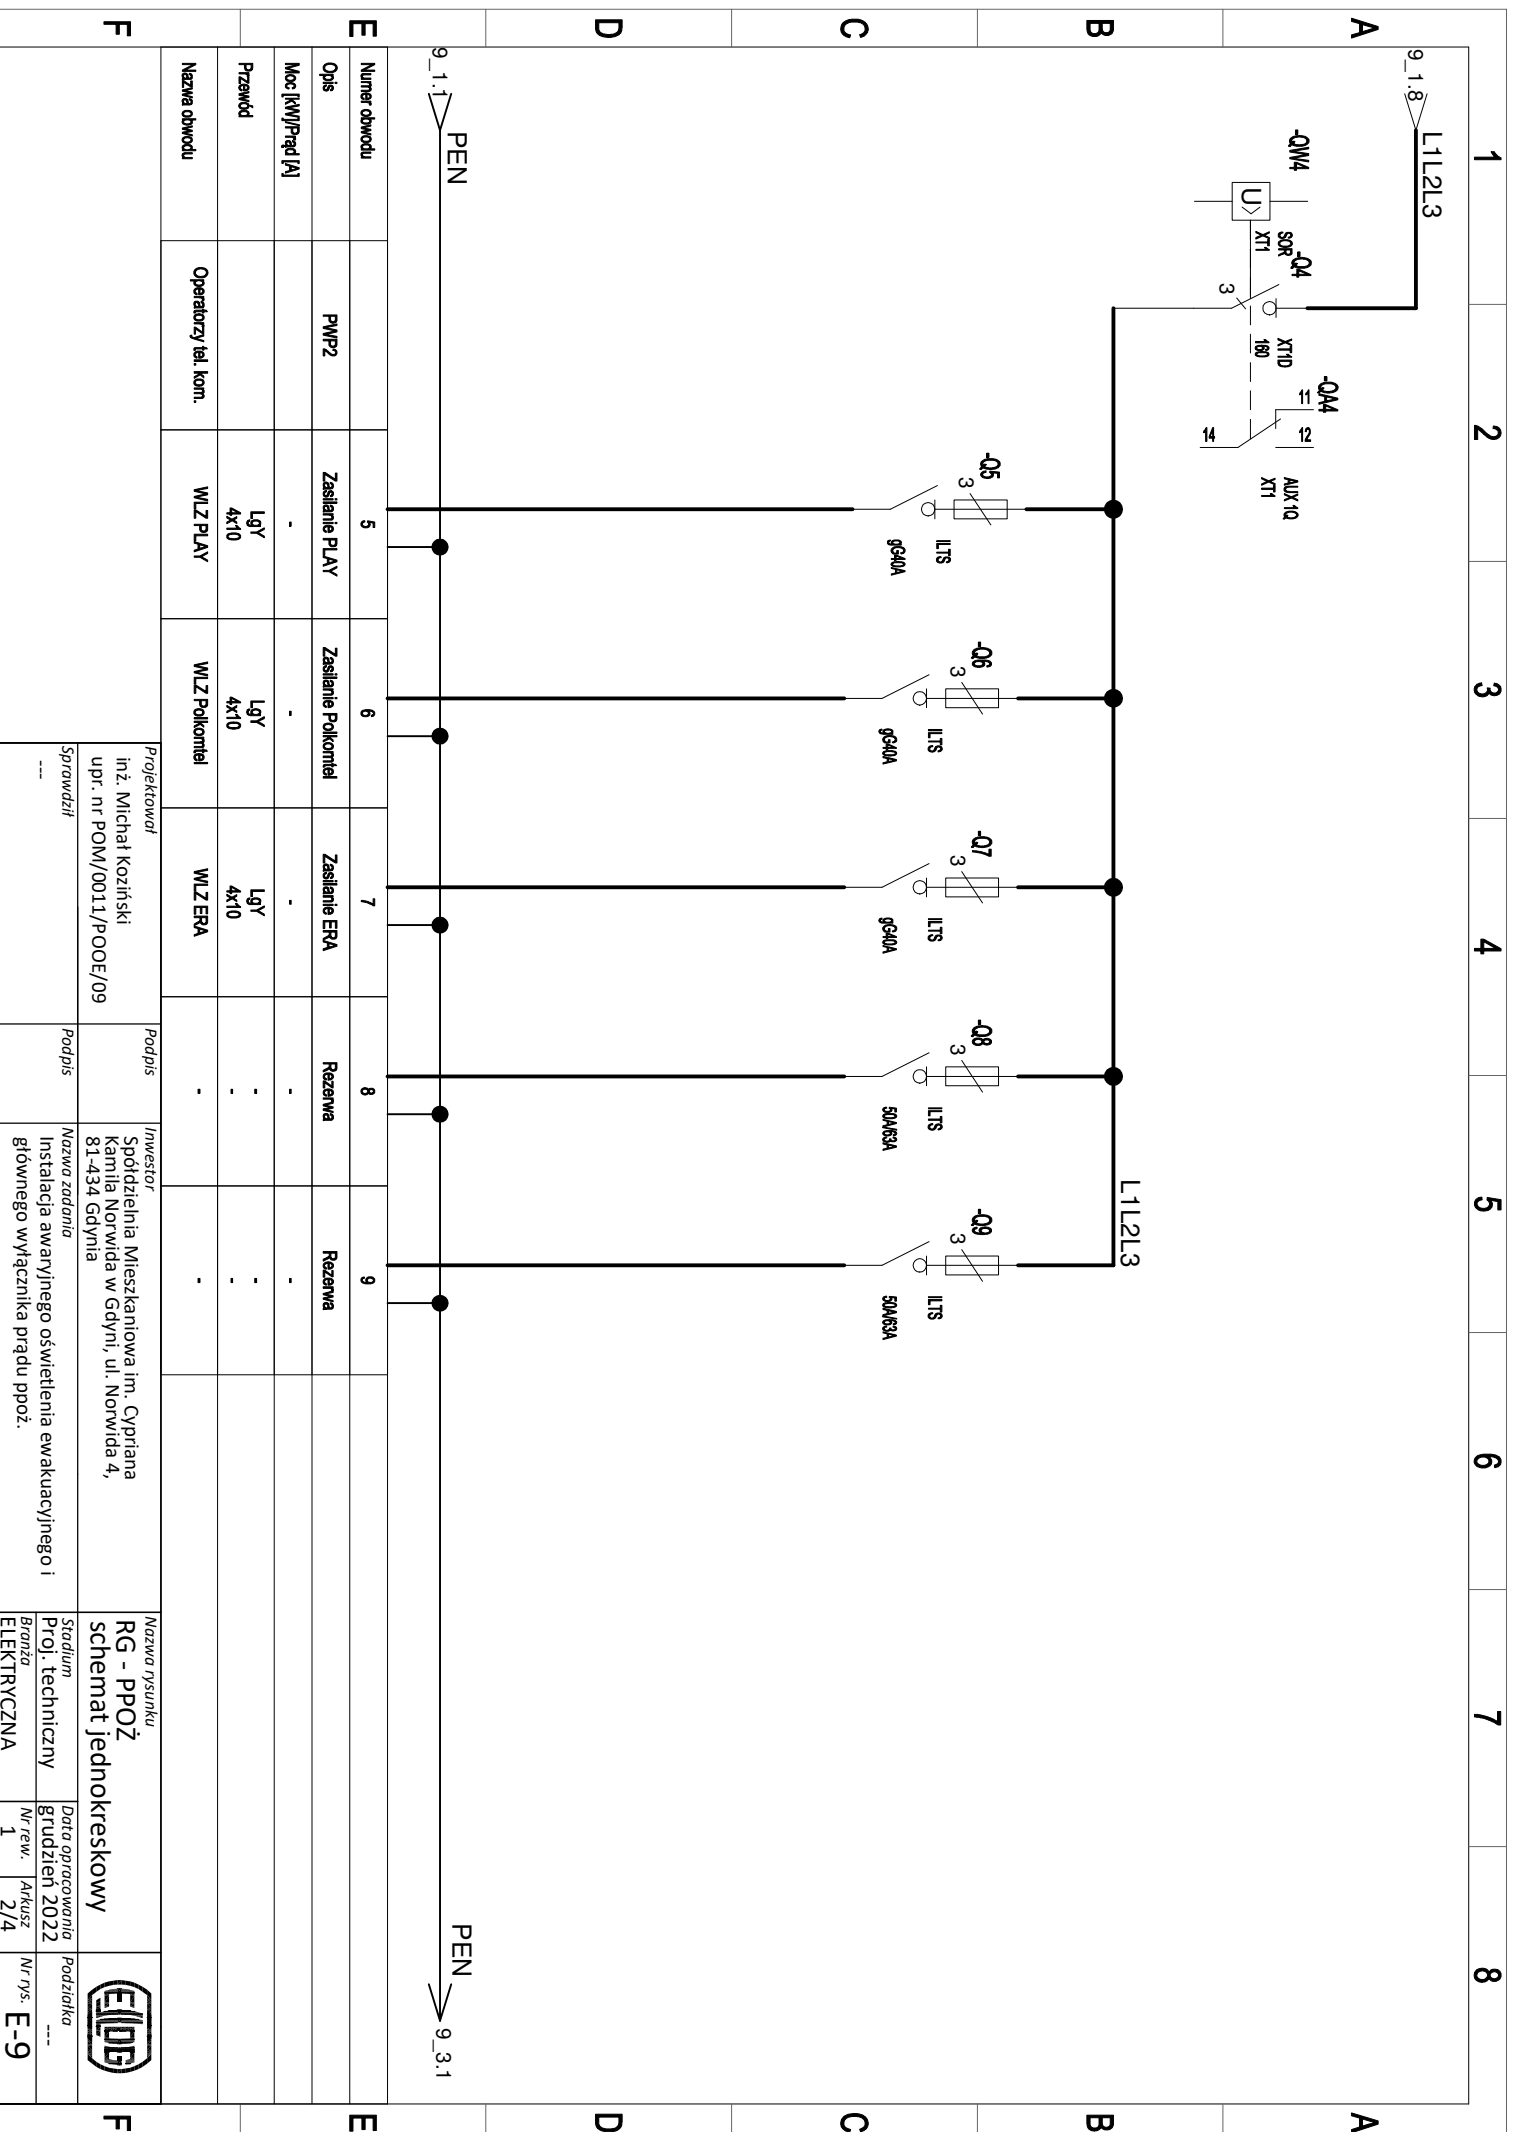 1
2
3
4
5
6
7
8
A
A
B
B
C
C
D
D
E
E
F
F
9_1.8
L1L2L3
-QW4
U<
SOR
XT1
-Q4
3
XT1D
160
-QA4
11
12
14
AUX 1Q
XT1
L1L2L3
-Q5
3
ILTS
gG40A
-Q6
3
ILTS
gG40A
-Q7
3
ILTS
gG40A
-Q8
3
ILTS
50A/63A
-Q9
3
ILTS
50A/63A
9_1.1
PEN
PEN
9_3.1
Numer obwodu
5
6
7
8
9
Opis
PWP2
Zasilanie PLAY
Zasilanie Polkomtel
Zasilanie ERA
Rezerwa
Rezerwa
Moc [kW]/Prąd [A]
-
-
-
-
-
Przewód
LgY
4x10
LgY
4x10
LgY
4x10
-
-
-
-
Nazwa obwodu
Operatorzy tel. kom.
WLZ PLAY
WLZ Polkomtel
WLZ ERA
-
-
Projektował
inż. Michał Koziński
upr. nr POM/0011/POOE/09
Podpis
Sprawdził
---
Podpis
Inwestor
Spółdzielnia Mieszkaniowa im. Cypriana
Kamila Norwida w Gdyni, ul. Norwida 4,
81-434 Gdynia
Nazwa zadania
Instalacja awaryjnego oświetlenia ewakuacyjnego i
głównego wyłącznika prądu ppoż.
Nazwa rysunku
RG - PPOŻ
schemat jednokreskowy
Stadium
Proj. techniczny
Data opracowania
grudzień 2022
Podziałka
---
Branża
ELEKTRYCZNA
Nr rew.
1
Arkusz
2/4
Nr rys.
E-9